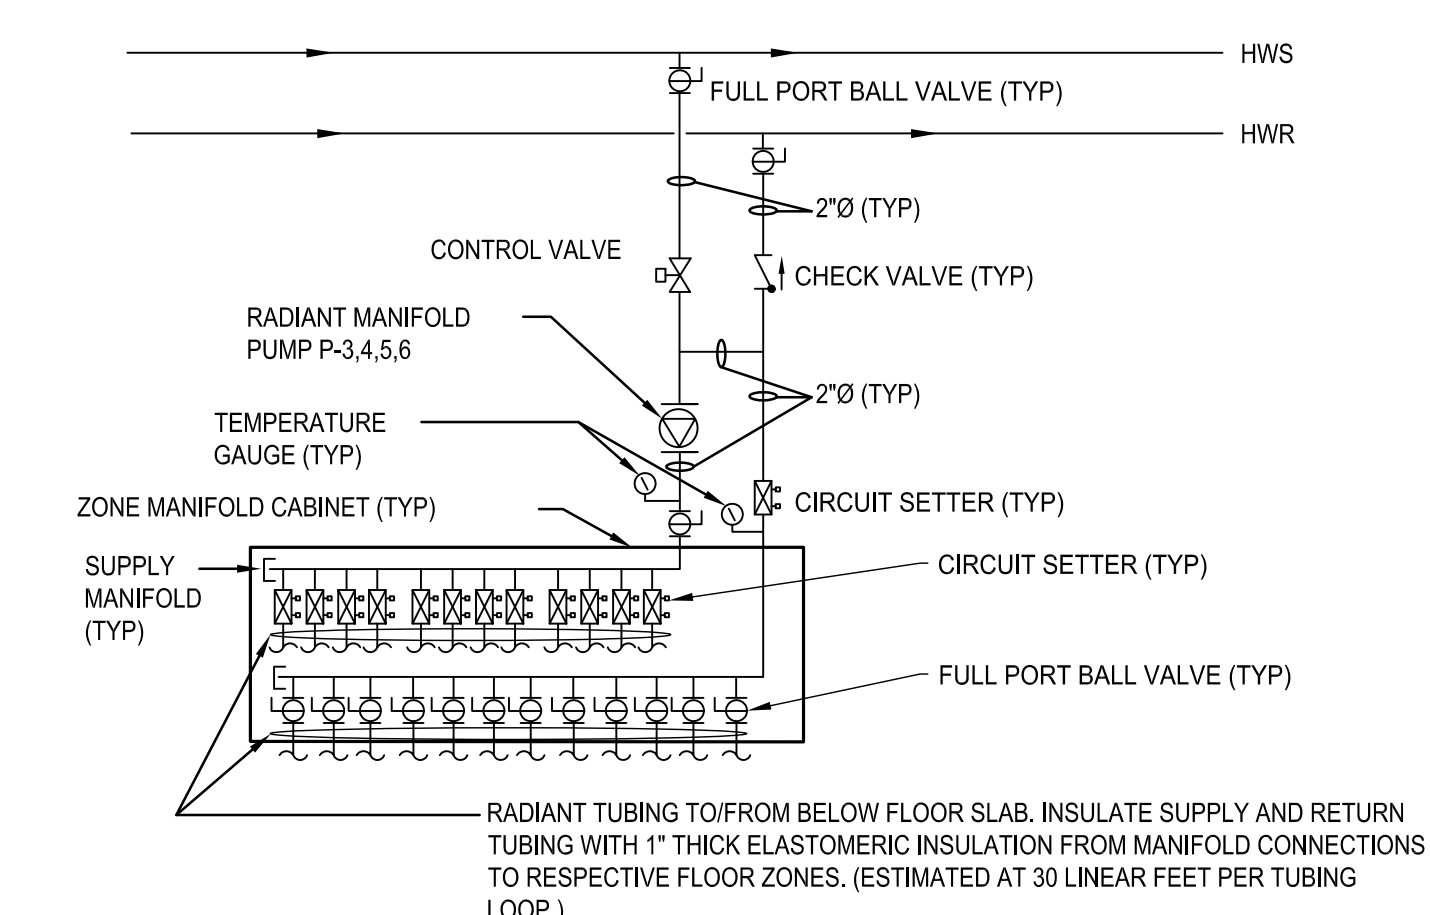 HWS
FULL PORT BALL VALVE (TYP)
HWR
2"Ø (TYP)
CONTROL VALVE
CHECK VALVE (TYP)
RADIANT MANIFOLD
PUMP P-3,4,5,6
2"Ø (TYP)
TEMPERATURE
GAUGE (TYP)
ZONE MANIFOLD CABINET (TYP)
CIRCUIT SETTER (TYP)
SUPPLY
MANIFOLD
(TYP)
CIRCUIT SETTER (TYP)
FULL PORT BALL VALVE (TYP)
RADIANT TUBING TO/FROM BELOW FLOOR SLAB. INSULATE SUPPLY AND RETURN
TUBING WITH 1" THICK ELASTOMERIC INSULATION FROM MANIFOLD CONNECTIONS
TO RESPECTIVE FLOOR ZONES. (ESTIMATED AT 30 LINEAR FEET PER TUBING
LOOP.)